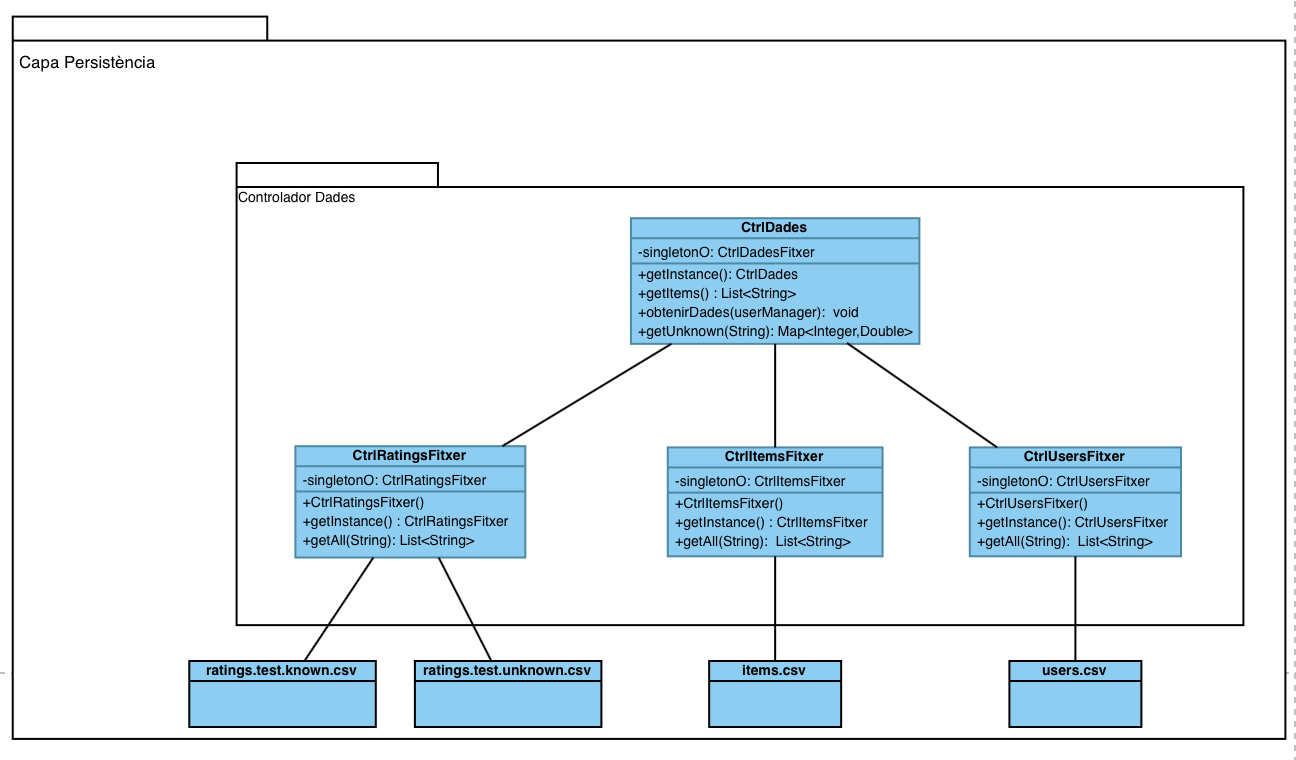 Capa Persistència
Controlador Dades
CtrlDades
-singletonO: CtrlDadesFitxer
+getInstance(): CtrlDades
+getItems() : List<String>
+obtenirDades(userManager):  void
+getUnknown(String): Map<Integer,Double>
CtrlRatingsFitxer
-singletonO: CtrlRatingsFitxer
+CtrlRatingsFitxer()
+getInstance() : CtrlRatingsFitxer
+getAll(String): List<String>
CtrlItemsFitxer
-singletonO: CtrlItemsFitxer
+CtrlItemsFitxer()
+getInstance() : CtrlItemsFitxer
+getAll(String):  List<String>
CtrlUsersFitxer
-singletonO: CtrlUsersFitxer
+CtrlUsersFitxer()
+getInstance(): CtrlUsersFitxer
+getAll(String):  List<String>
ratings.test.known.csv
ratings.test.unknown.csv
items.csv
users.csv